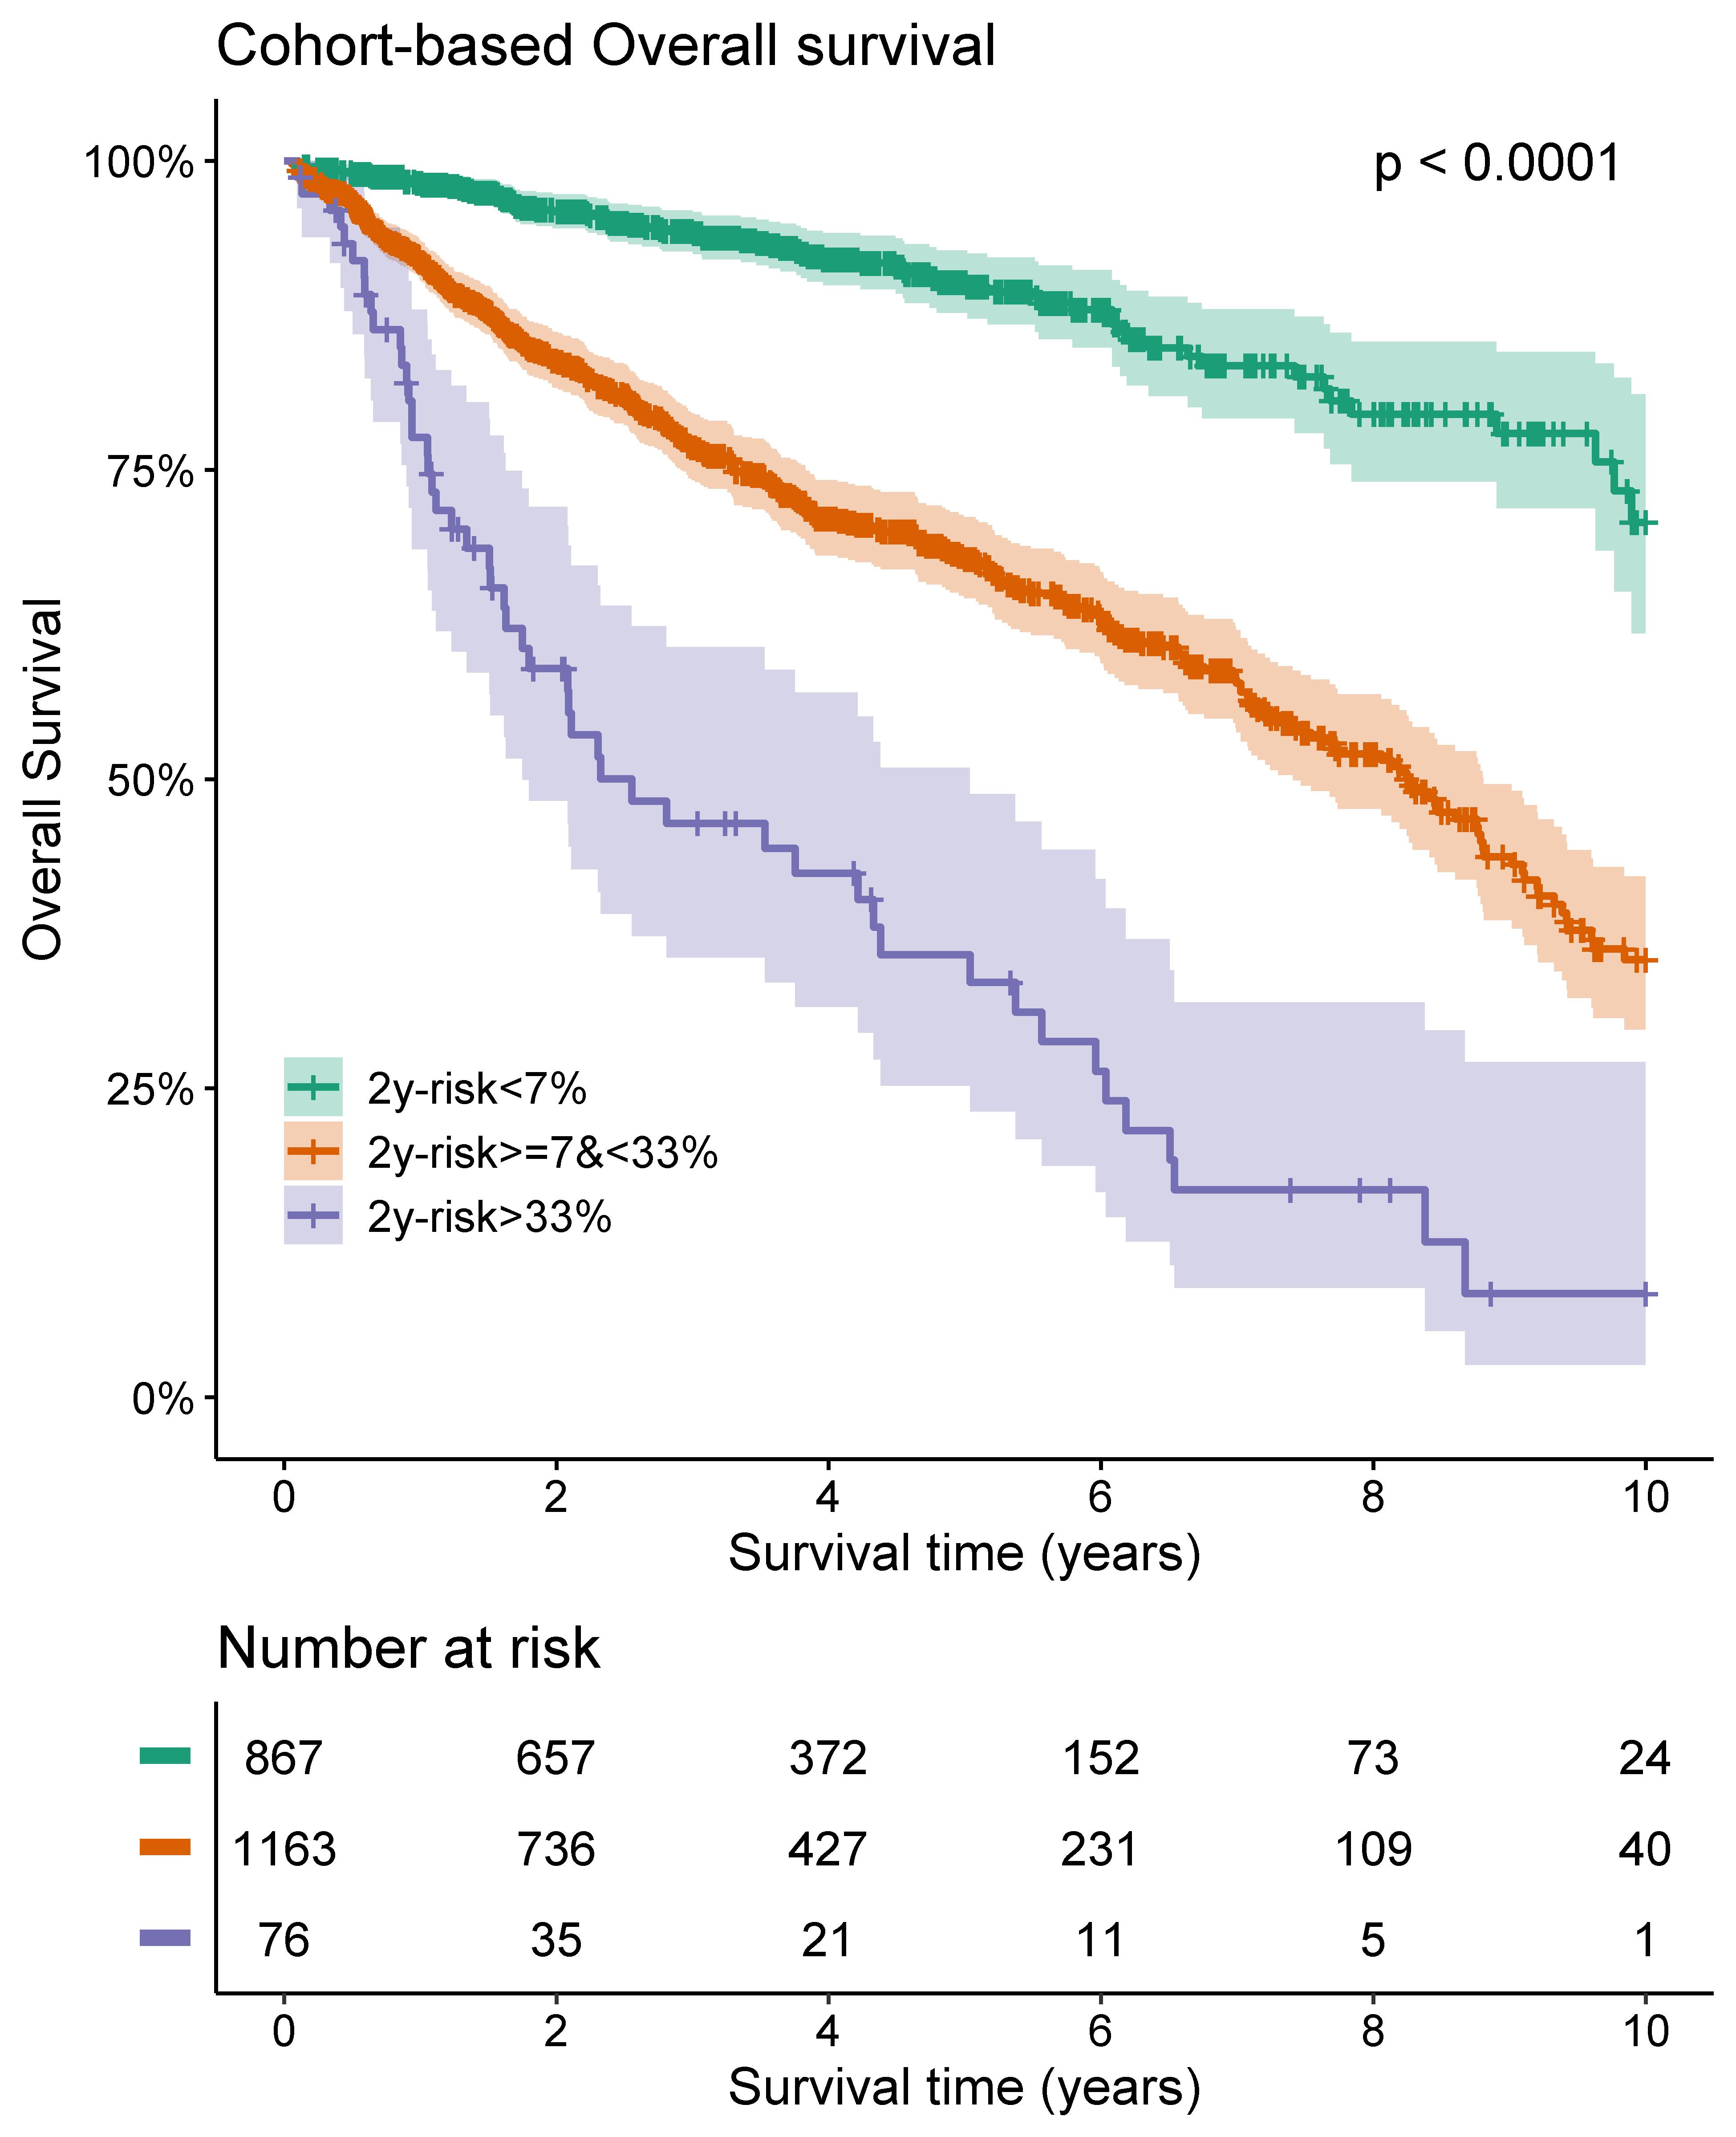 Cohort-based Overall survival
p < 0.0001
100%
75%
50%
25%
0%
Overall Survival
2y-risk<7%
2y-risk>=7&<33%
2y-risk>33%
0 2 4 6 8 10
Survival time (years)
Number at risk
867 657 372 152 73 24
1163 736 427 231 109 40
76 35 21 11 5 1
0 2 4 6 8 10
Survival time (years)